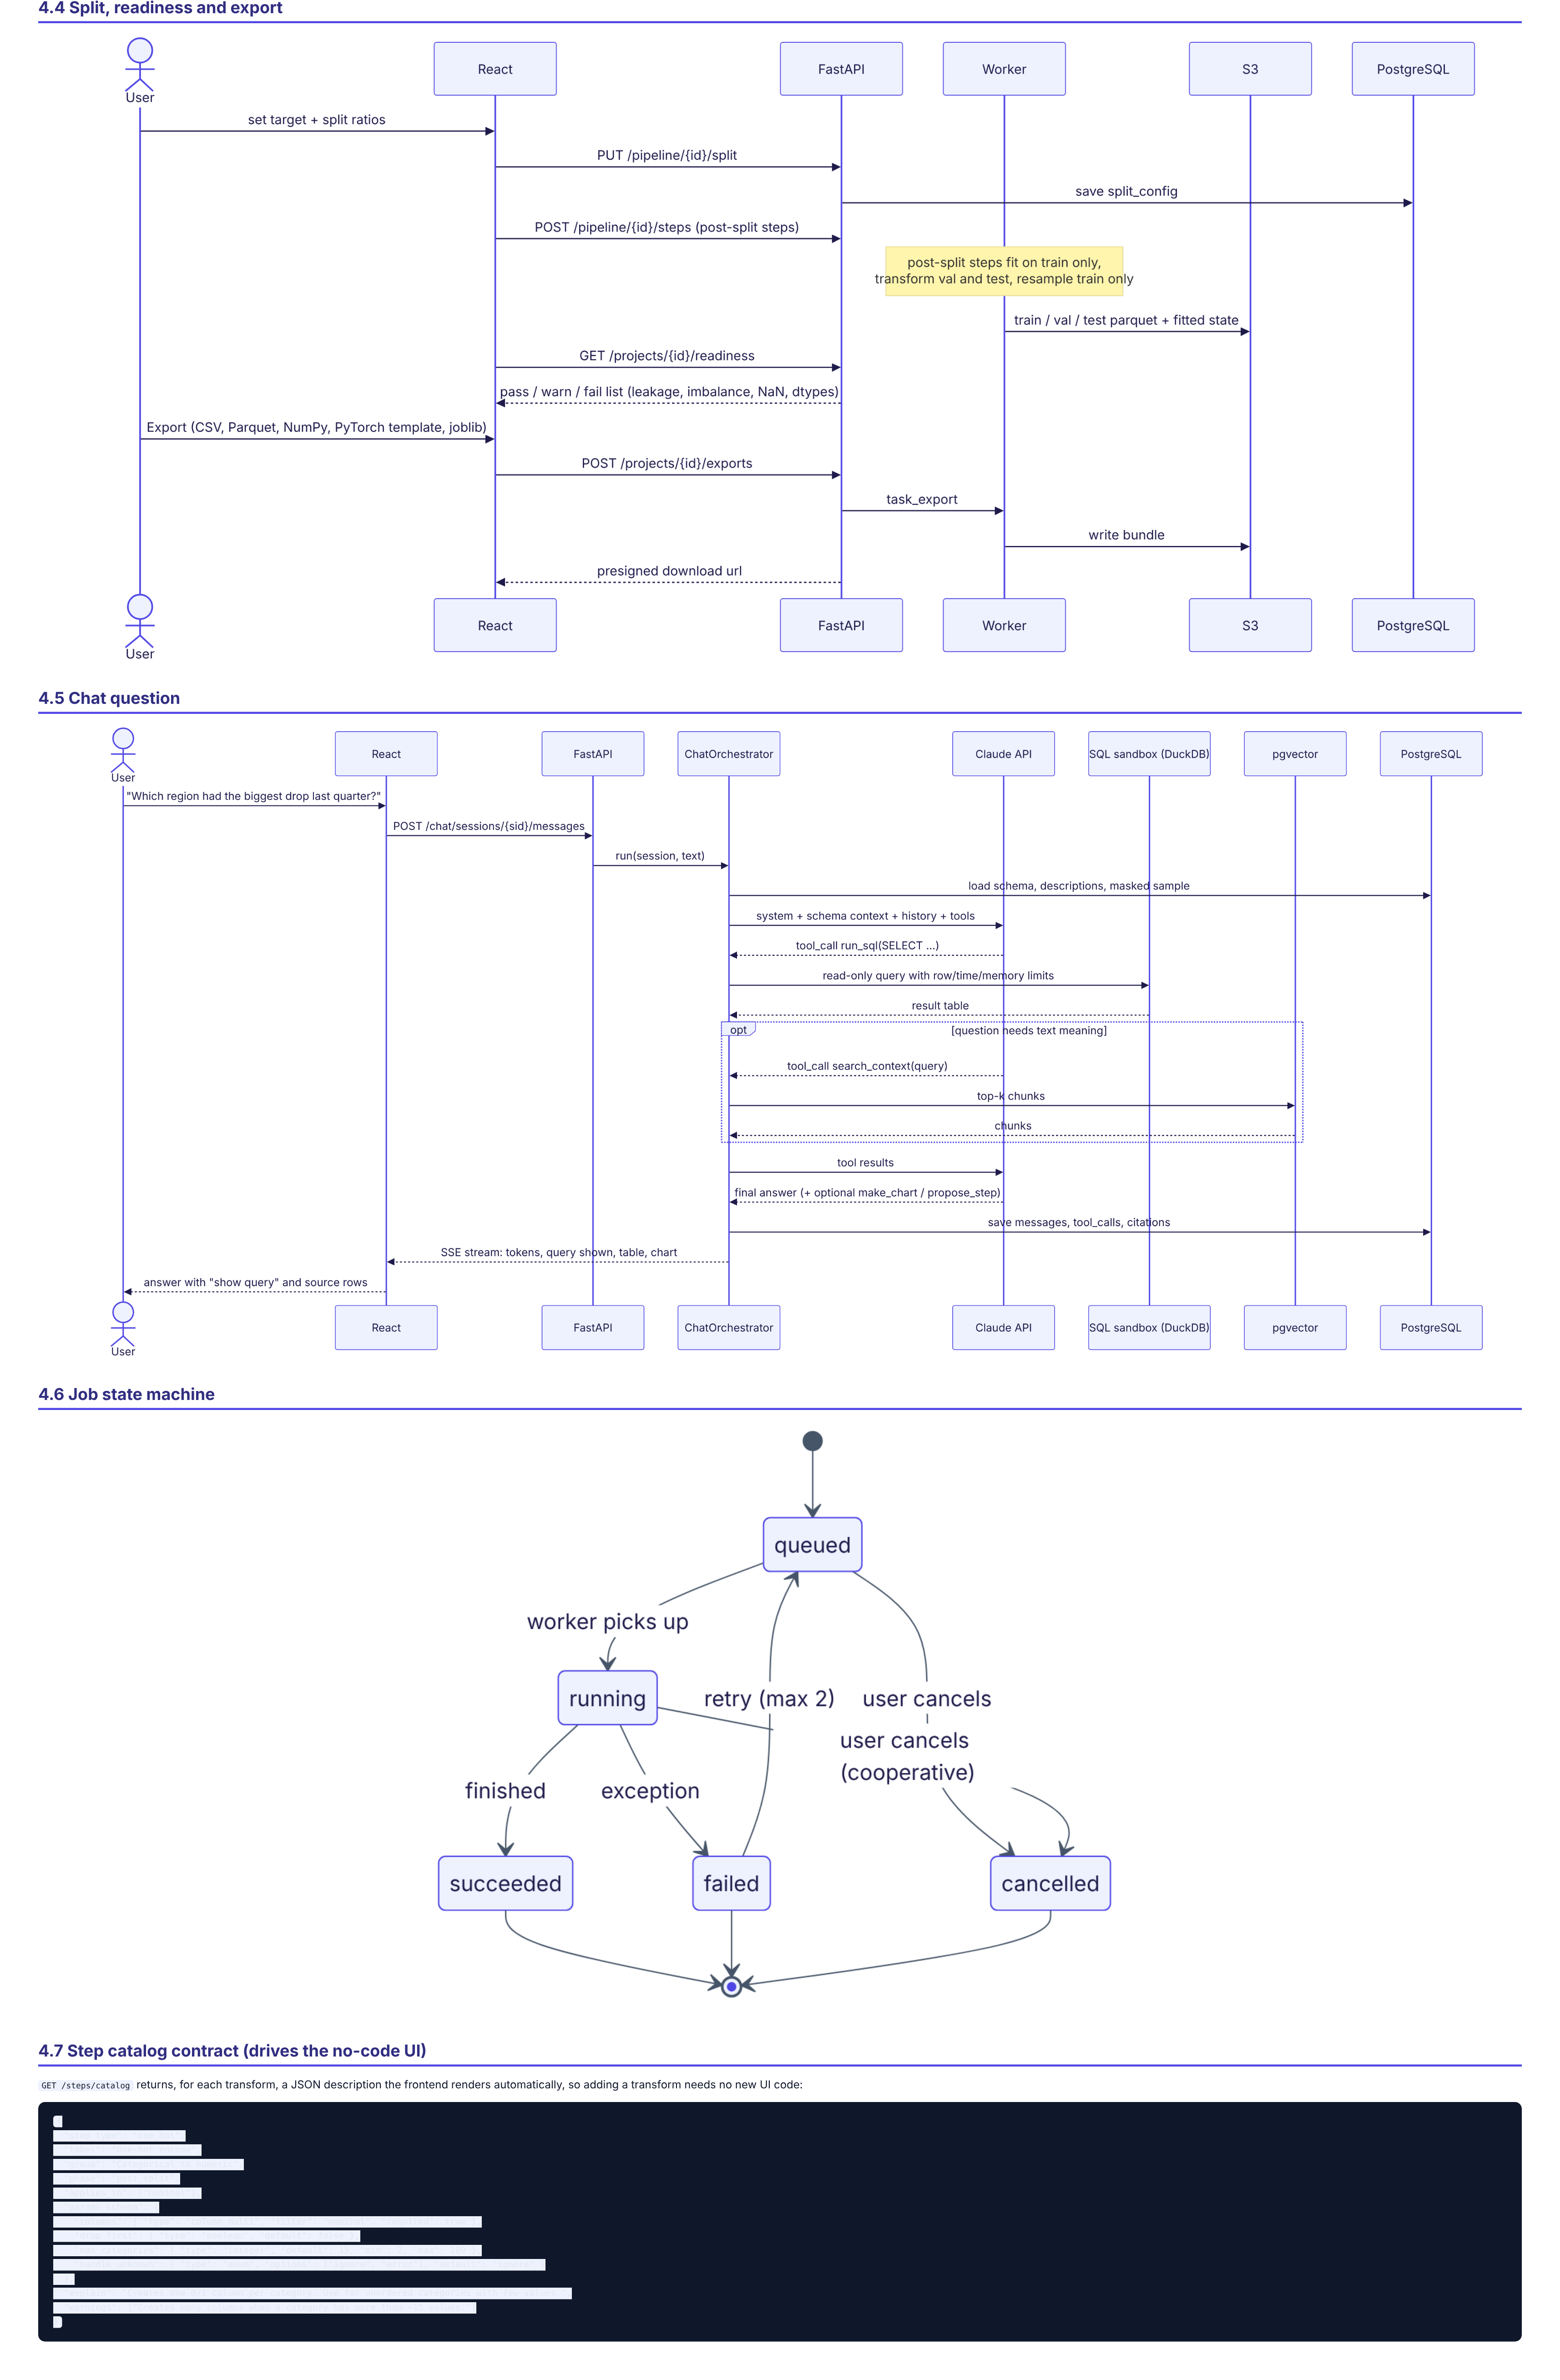 4.4 Split, readiness and export
User
React
FastAPI
Worker
S3
PostgreSQL
set target + split ratios
PUT /pipeline/{id}/split
save split_config
POST /pipeline/{id}/steps (post-split steps)
post-split steps fit on train only,
transform val and test, resample train only
train / val / test parquet + fitted state
GET /projects/{id}/readiness
pass / warn / fail list (leakage, imbalance, NaN, dtypes)
Export (CSV, Parquet, NumPy, PyTorch template, joblib)
POST /projects/{id}/exports
task_export
write bundle
presigned download url
User
React
FastAPI
Worker
S3
PostgreSQL
4.5 Chat question
User
React
FastAPI
ChatOrchestrator
Claude API
SQL sandbox (DuckDB)
pgvector
PostgreSQL
"Which region had the biggest drop last quarter?"
POST /chat/sessions/{sid}/messages
run(session, text)
load schema, descriptions, masked sample
system + schema context + history + tools
tool_call run_sql(SELECT ...)
read-only query with row/time/memory limits
result table
opt
[question needs text meaning]
tool_call search_context(query)
top-k chunks
chunks
tool results
final answer (+ optional make_chart / propose_step)
save messages, tool_calls, citations
SSE stream: tokens, query shown, table, chart
answer with "show query" and source rows
User
React
FastAPI
ChatOrchestrator
Claude API
SQL sandbox (DuckDB)
pgvector
PostgreSQL
4.6 Job state machine
queued
worker picks up
running
retry (max 2)
user cancels
user cancels
(cooperative)
finished
exception
succeeded
failed
cancelled
4.7 Step catalog contract (drives the no-code UI)
GET /steps/catalog returns, for each transform, a JSON description the frontend renders automatically, so adding a transform needs no new UI code: